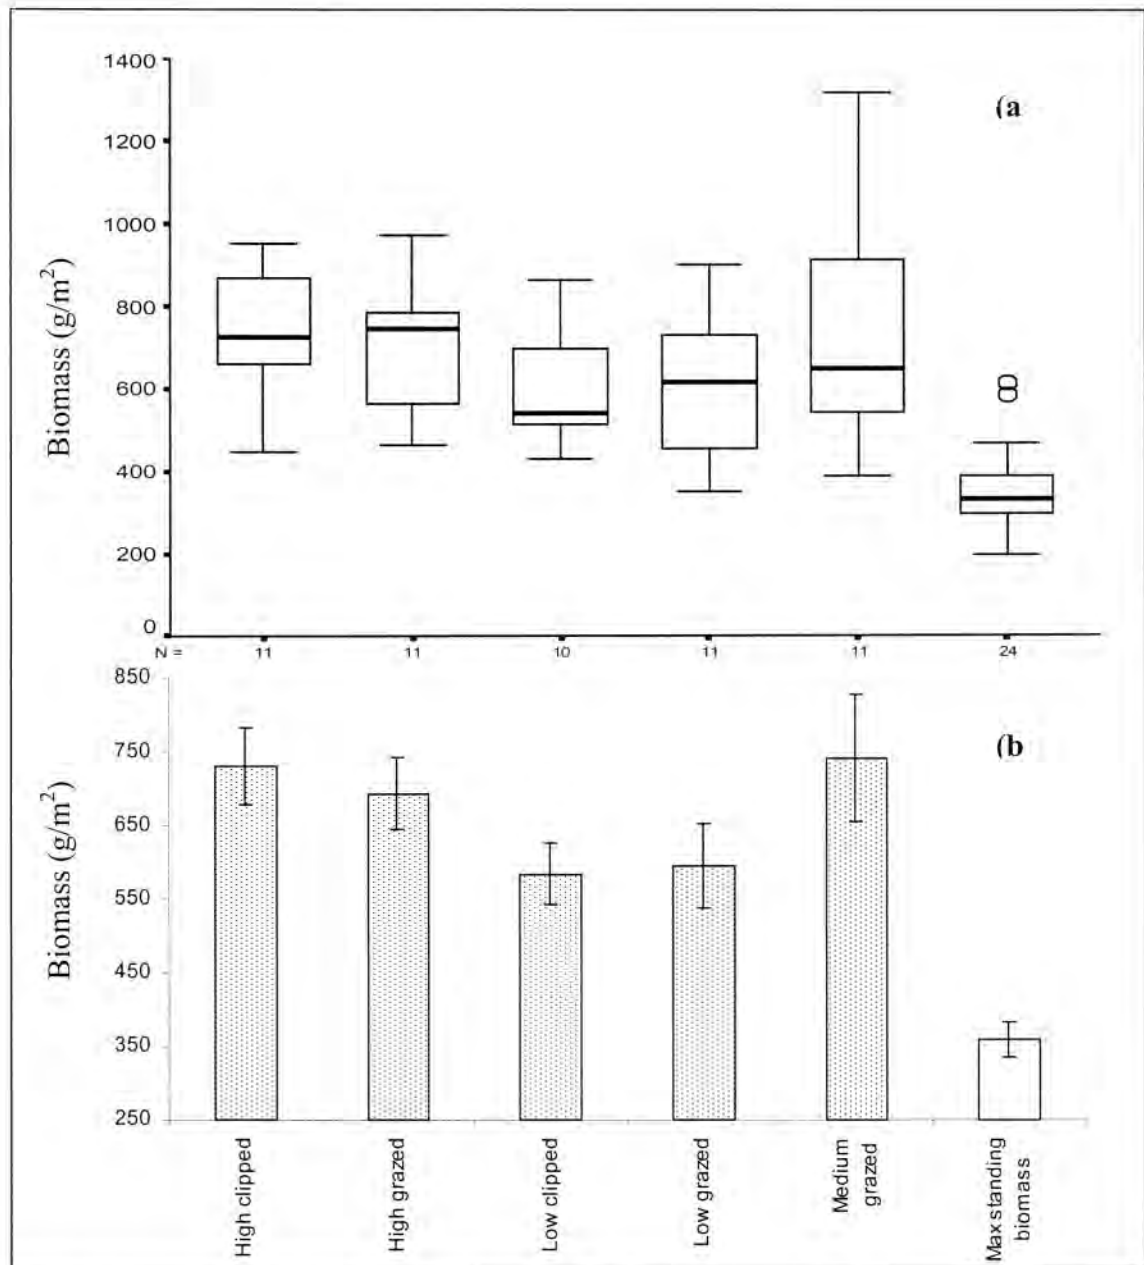 1400
(a
1200
1000
800
600
400
200
0
Biomass (g/m²)
N = 11 11 10 11 11 24
850
750
(b
650
550
450
350
250
Biomass (g/m²)
High clipped
High grazed
Low clipped
Low grazed
Medium
grazed
Max standing
biomass